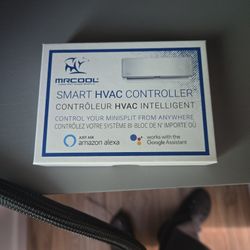 MRCOOL
SMART HVAC CONTROLLER
CONTRÔLEUR HVAC INTELLIGENT
CONTROL YOUR MINISPLIT FROM ANYWHERE
CONTRÔLEZ VOTRE SYSTÈME BI-BLOC DE N'IMPORTE OÙ
JUST ASK
amazon alexa
works with the
Google Assistant